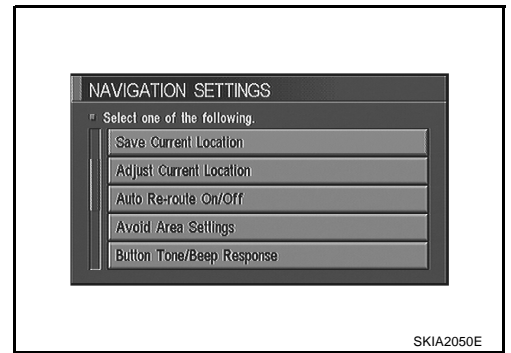 NAVIGATION SETTINGS
Select one of the following.
Save Current Location
Adjust Current Location
Auto Re-route On/Off
Avoid Area Settings
Button Tone/Beep Response
SKIA2050E